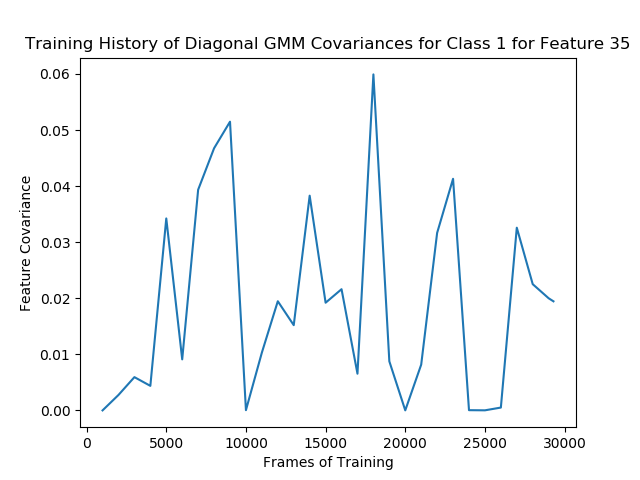 Training History of Diagonal GMM Covariances for Class 1 for Feature 35
Feature Covariance
0.06
0.05
0.04
0.03
0.02
0.01
0.00
0 5000 10000 15000 20000 25000 30000
Frames of Training